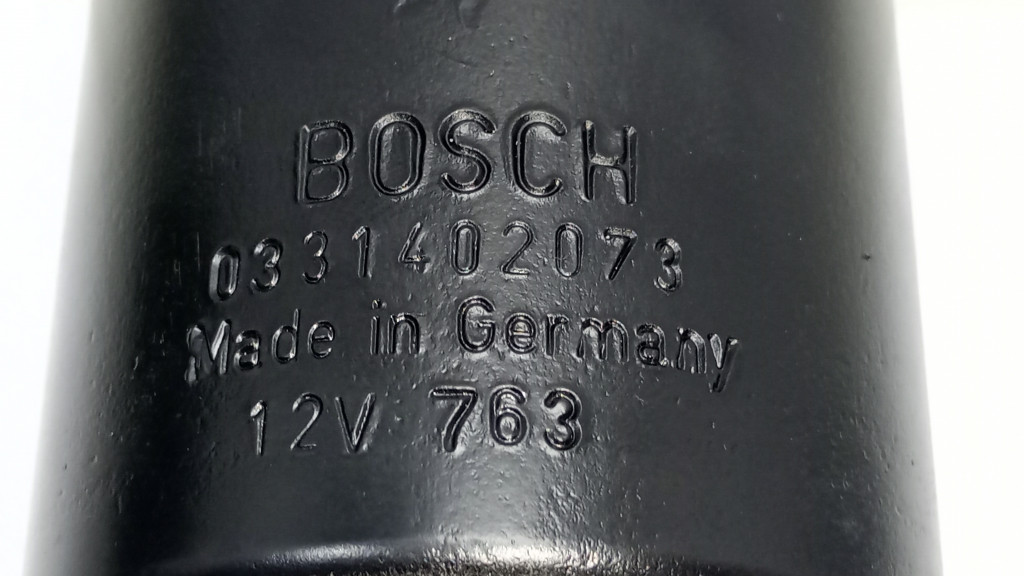 BOSCH
0331402073
Made in Germany
12V 763